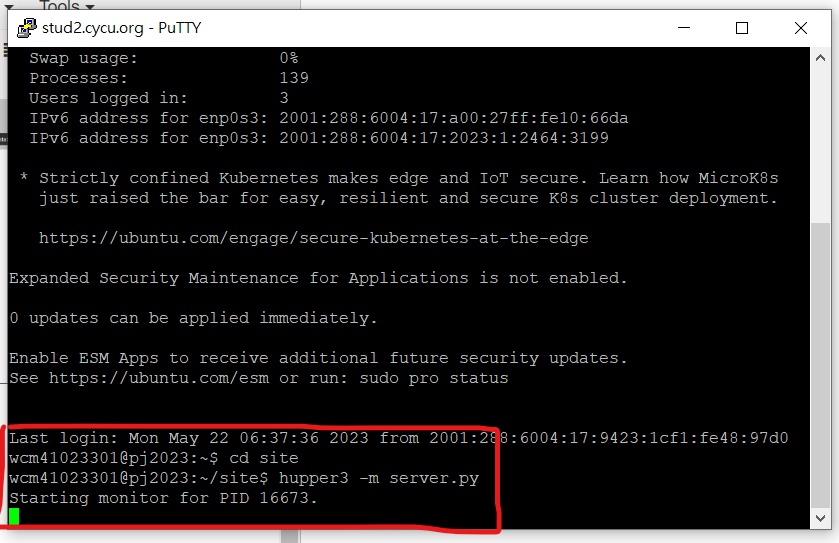 Tools
stud2.cycu.org - PuTTY
Swap usage: 0%
Processes: 139
Users logged in: 3
IPv6 address for enp0s3: 2001:288:6004:17:a00:27ff:fe10:66da
IPv6 address for enp0s3: 2001:288:6004:17:2023:1:2464:3199
* Strictly confined Kubernetes makes edge and IoT secure. Learn how MicroK8s
just raised the bar for easy, resilient and secure K8s cluster deployment.
https://ubuntu.com/engage/secure-kubernetes-at-the-edge
Expanded Security Maintenance for Applications is not enabled.
0 updates can be applied immediately.
Enable ESM Apps to receive additional future security updates.
See https://ubuntu.com/esm or run: sudo pro status
Last login: Mon May 22 06:37:36 2023 from 2001:288:6004:17:9423:1cf1:fe48:97d0
wcm41023301@pj2023:~$ cd site
wcm41023301@pj2023:~/site$ hupper3 -m server.py
Starting monitor for PID 16673.